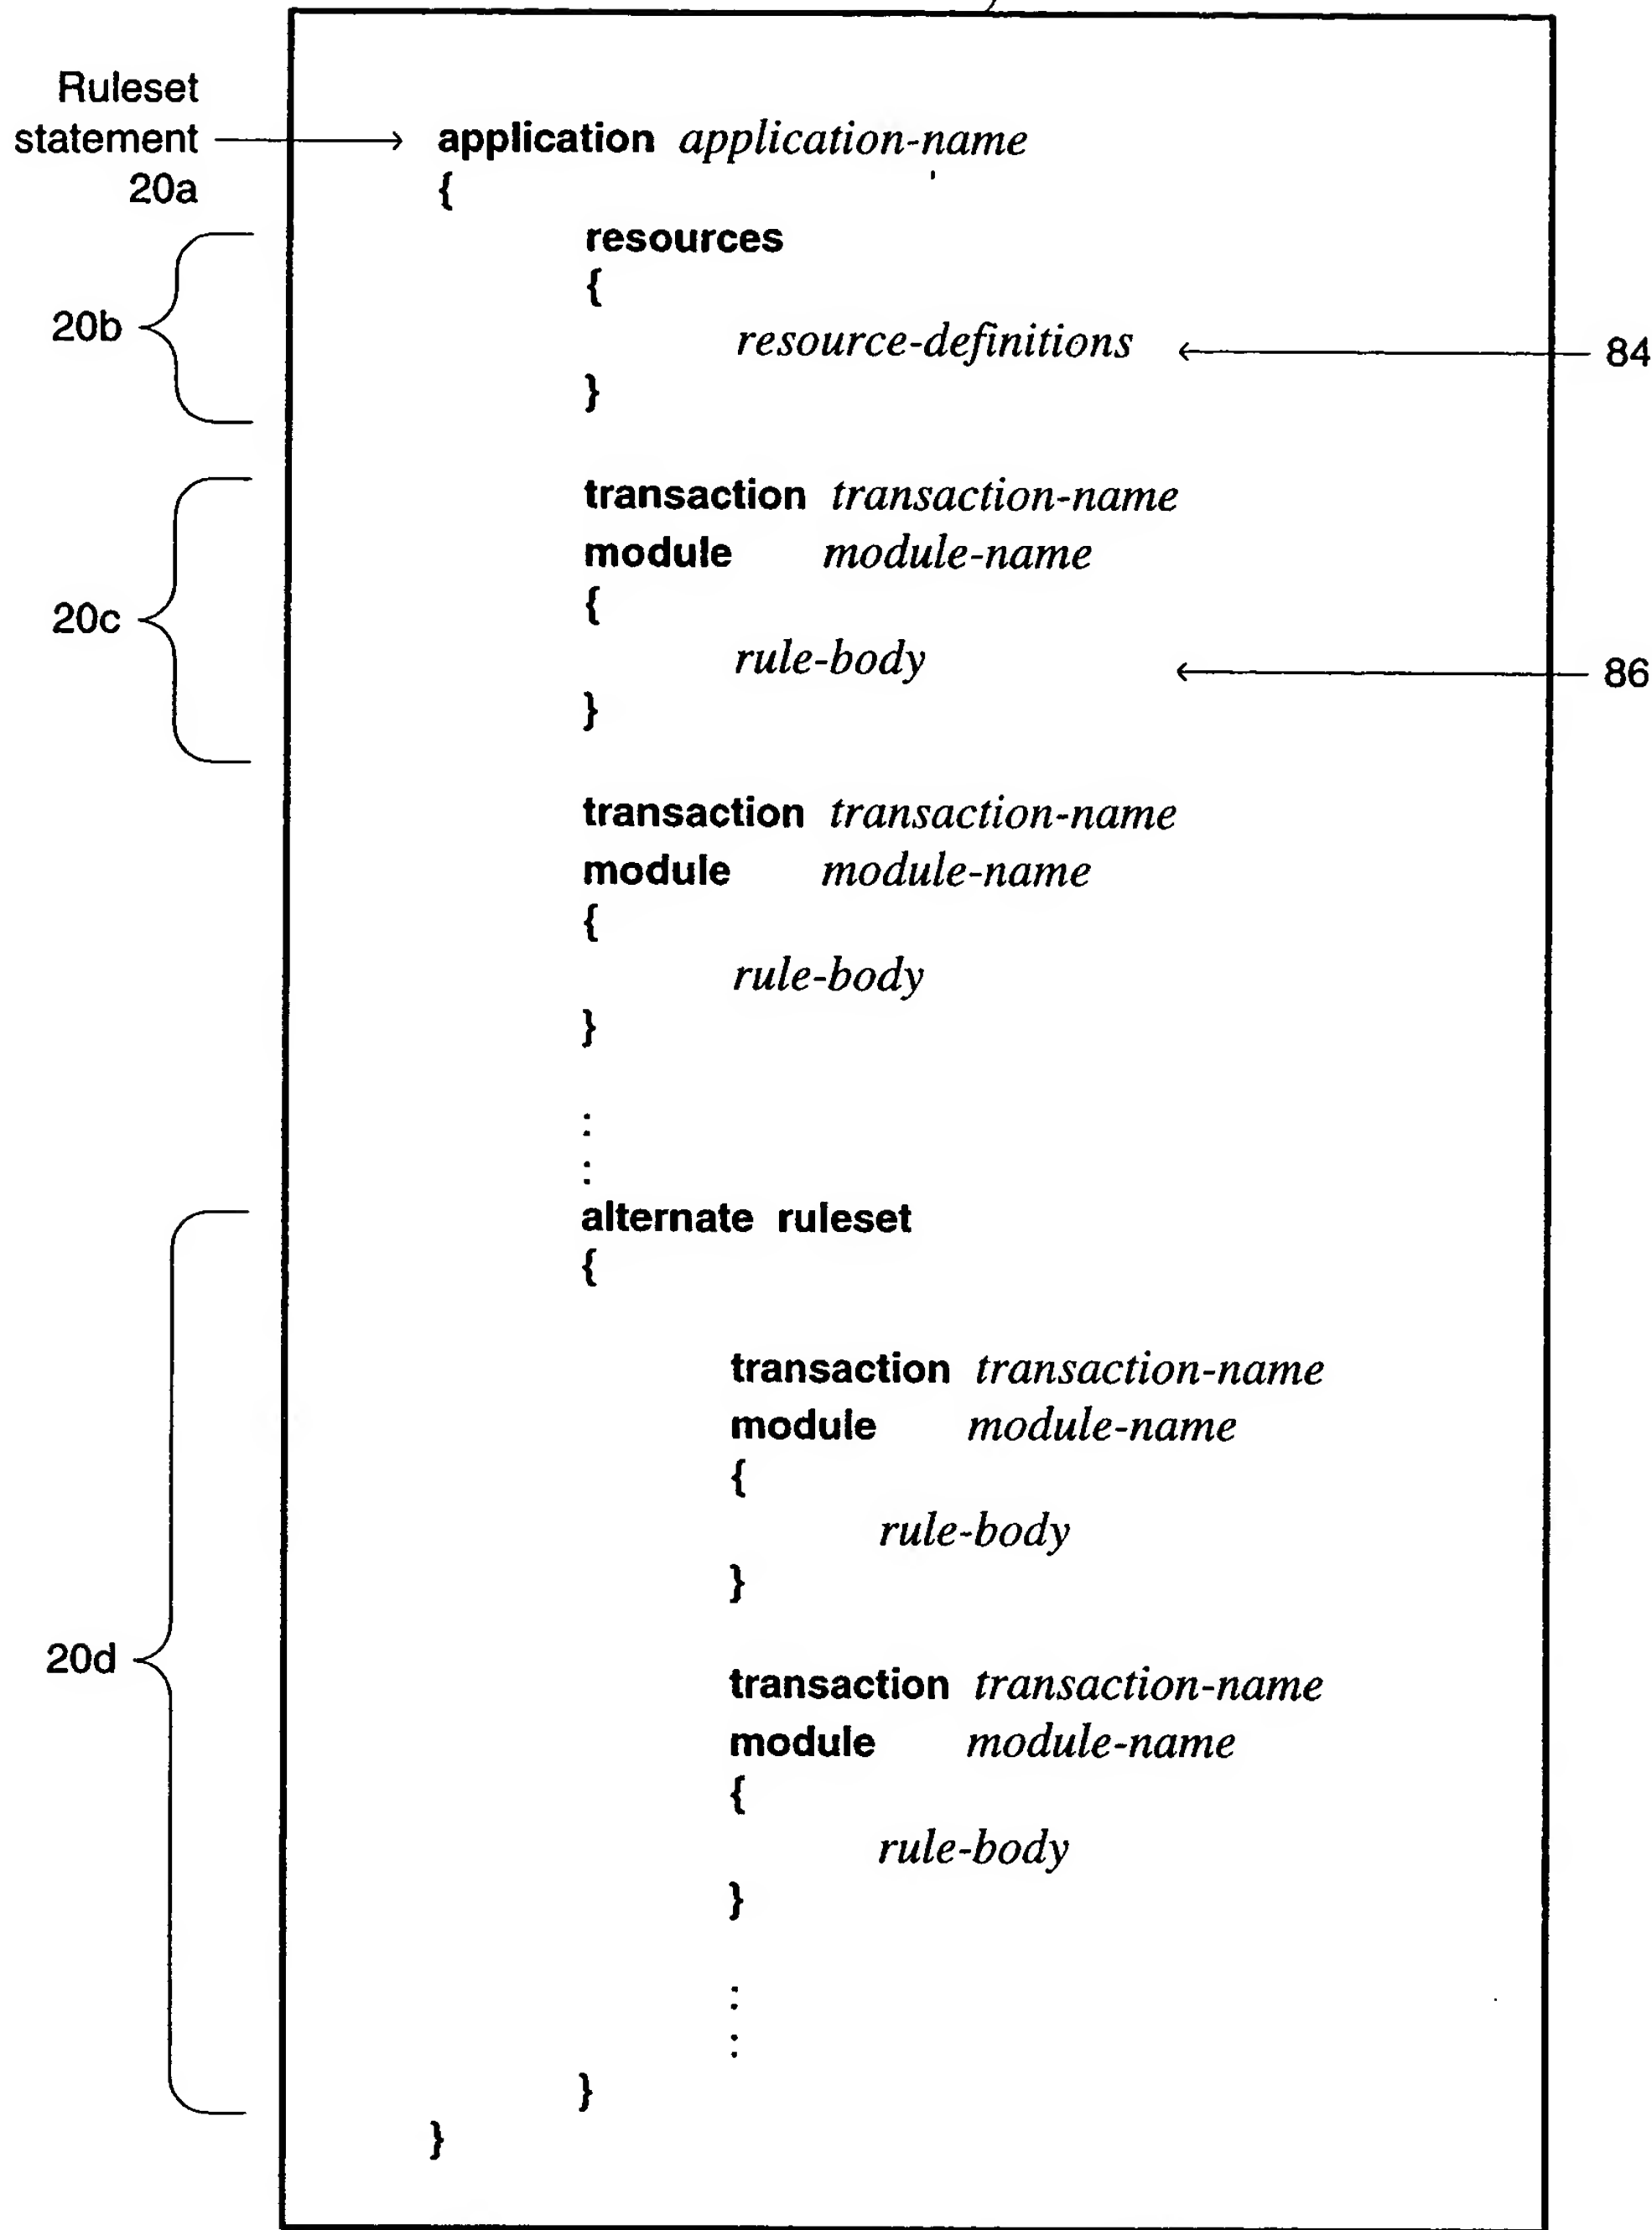 Ruleset
statement
20a
application application-name
{
20b
resources
{
resource-definitions
84
}
20c
transaction transaction-name
module module-name
{
rule-body
86
}
transaction transaction-name
module module-name
{
rule-body
}
:
:
20d
alternate ruleset
{
transaction transaction-name
module module-name
{
rule-body
}
transaction transaction-name
module module-name
{
rule-body
}
:
:
}
}